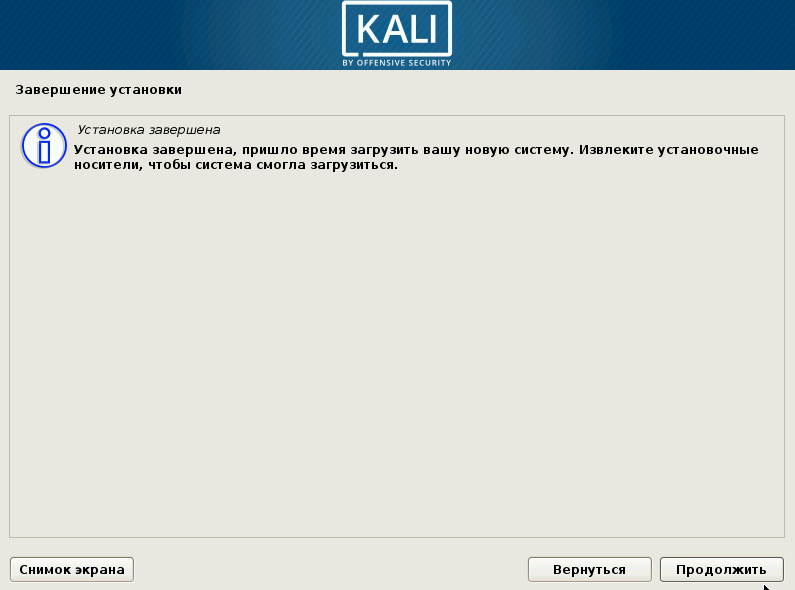 KALI
BY OFFENSIVE SECURITY
Завершение установки
Установка завершена
Установка завершена, пришло время загрузить вашу новую систему. Извлеките установочные
носители, чтобы система смогла загрузиться.
Снимок экрана
Вернуться
Продолжить